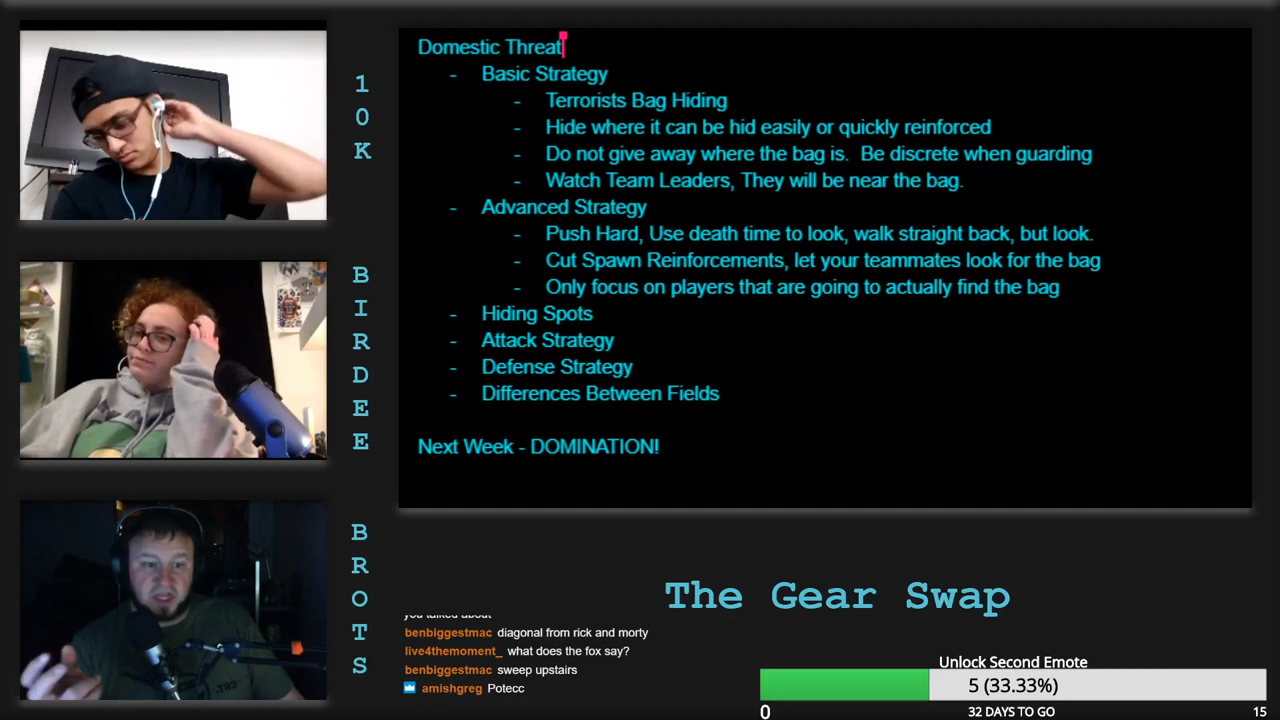 Domestic Threat
- Basic Strategy
- Terrorists Bag Hiding
- Hide where it can be hid easily or quickly reinforced
- Do not give away where the bag is.  Be discrete when guarding
- Watch Team Leaders, They will be near the bag.
- Advanced Strategy
- Push Hard, Use death time to look, walk straight back, but look.
- Cut Spawn Reinforcements, let your teammates look for the bag
- Only focus on players that are going to actually find the bag
- Hiding Spots
- Attack Strategy
- Defense Strategy
- Differences Between Fields
Next Week - DOMINATION!
10K
BIRDEE
BROTS
The Gear Swap
you talked about
benbiggestmac diagonal from rick and morty
live4themoment_ what does the fox say?
benbiggestmac sweep upstairs
amishgreg Potecc
Unlock Second Emote
5 (33.33%)
0 32 DAYS TO GO 15